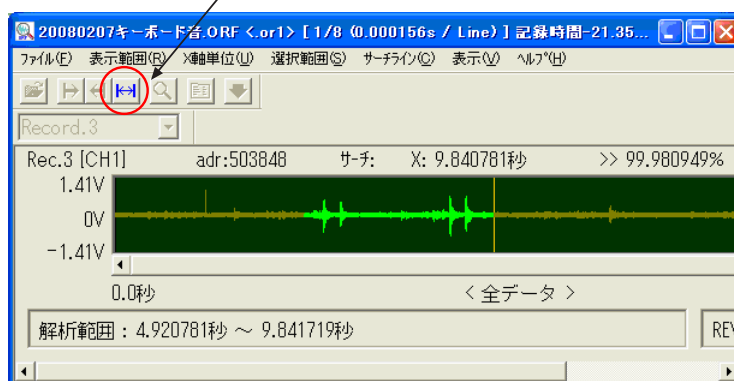 20080207キーボード音.ORF <.or1> [ 1/8 (0.000156s / Line) ] 記録時間-21.35...
ファイル(F) 表示範囲(R) X軸単位(U) 選択範囲(S) サーチライン(C) 表示(V) ヘルプ(H)
Record.3
Rec.3 [CH1] adr:503848 サーチ: X: 9.840781秒 >> 99.980949%
1.41V
0V
-1.41V
0.0秒 < 全データ >
解析範囲 : 4.920781秒 ～ 9.841719秒